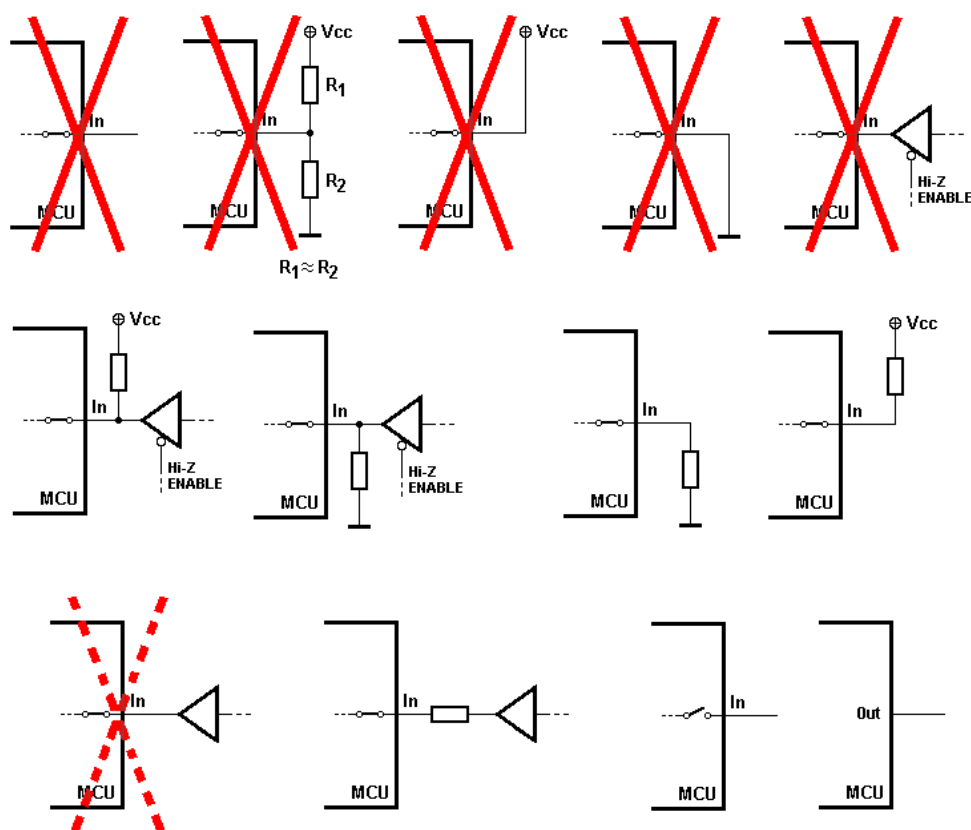 In
MCU
Vcc
R1
In
R2
MCU
R1≈R2
Vcc
In
MCU
In
MCU
In
Hi-Z
ENABLE
MCU
Vcc
In
Hi-Z
ENABLE
MCU
In
Hi-Z
ENABLE
MCU
In
MCU
Vcc
In
MCU
In
MCU
In
MCU
In
MCU
Out
MCU